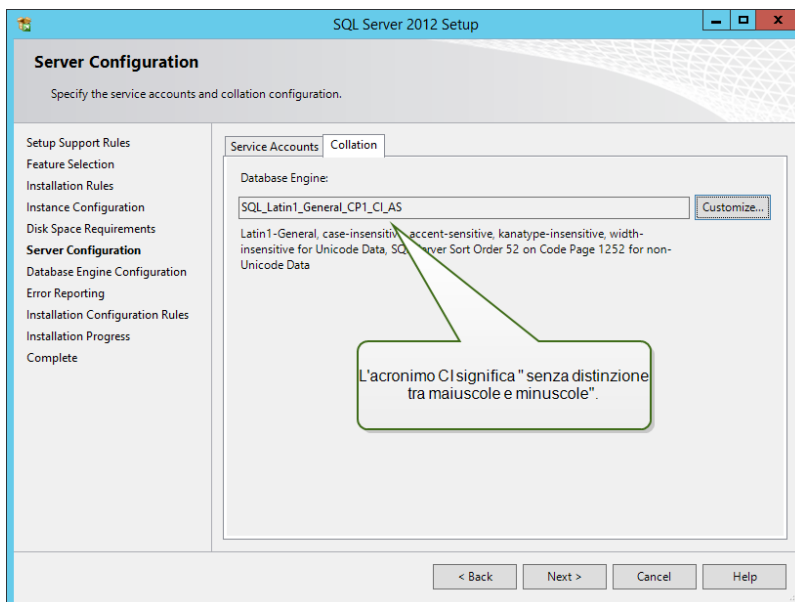 SQL Server 2012 Setup
Server Configuration
Specify the service accounts and collation configuration.
Setup Support Rules
Feature Selection
Installation Rules
Instance Configuration
Disk Space Requirements
Server Configuration
Database Engine Configuration
Error Reporting
Installation Configuration Rules
Installation Progress
Complete
Service Accounts
Collation
Database Engine:
SQL_Latin1_General_CP1_CI_AS
Customize...
Latin1-General, case-insensitive, accent-sensitive, kanatype-insensitive, width-
insensitive for Unicode Data, SQL Server Sort Order 52 on Code Page 1252 for non-
Unicode Data
L'acronimo CI significa " senza distinzione
tra maiuscole e minuscole".
< Back
Next >
Cancel
Help